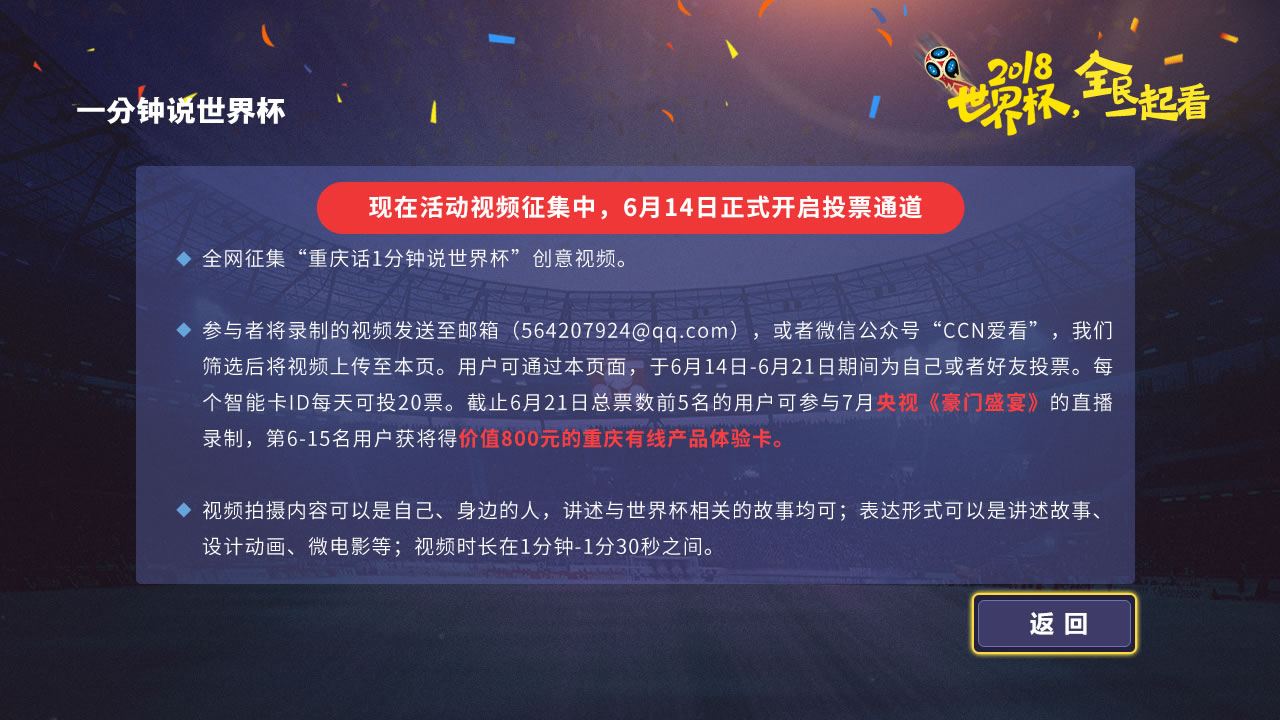 2018
世界杯，全民一起看
一分钟说世界杯
现在活动视频征集中，6月14日正式开启投票通道
全网征集“重庆话1分钟说世界杯”创意视频。
参与者将录制的视频发送至邮箱（564207924@qq.com），或者微信公众号“CCN爱看”，我们
筛选后将视频上传至本页。用户可通过本页面，于6月14日-6月21日期间为自己或者好友投票。每
个智能卡ID每天可投20票。截止6月21日总票数前5名的用户可参与7月央视《豪门盛宴》的直播
录制，第6-15名用户获将得价值800元的重庆有线产品体验卡。
视频拍摄内容可以是自己、身边的人，讲述与世界杯相关的故事均可；表达形式可以是讲述故事、
设计动画、微电影等；视频时长在1分钟-1分30秒之间。
返回